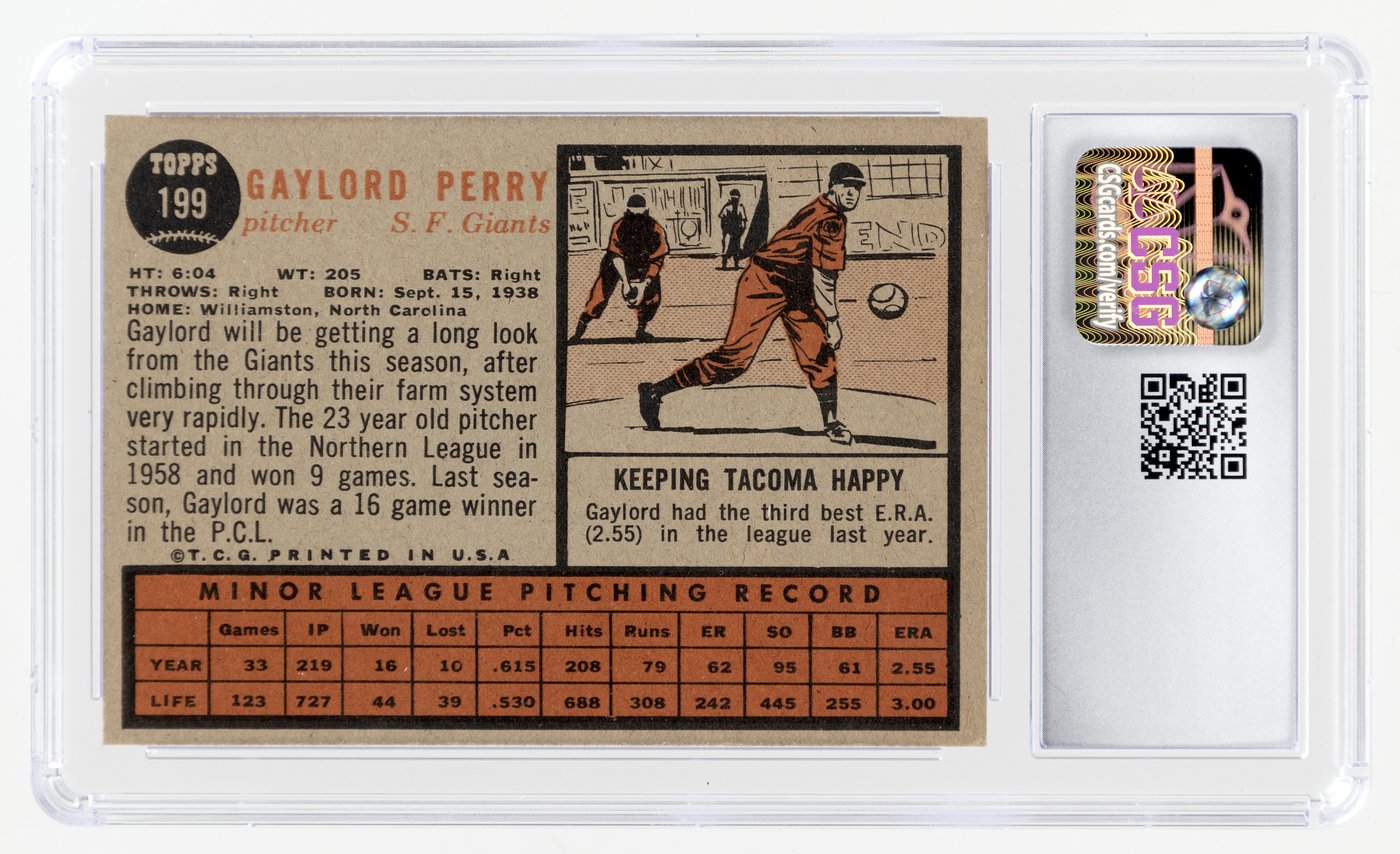 TOPPS
199
GAYLORD PERRY
pitcher S. F. Giants
HT: 6:04 WT: 205 BATS: Right
THROWS: Right BORN: Sept. 15, 1938
HOME: Williamston, North Carolina
Gaylord will be getting a long look
from the Giants this season, after
climbing through their farm system
very rapidly. The 23 year old pitcher
started in the Northern League in
1958 and won 9 games. Last sea-
son, Gaylord was a 16 game winner
in the P.C.L.
©T.C.G. PRINTED IN U.S.A
END
KEEPING TACOMA HAPPY
Gaylord had the third best E.R.A.
(2.55) in the league last year.
MINOR LEAGUE PITCHING RECORD
Games IP Won Lost Pct Hits Runs ER SO BB ERA
YEAR 33 219 16 10 .615 208 79 62 95 61 2.55
LIFE 123 727 44 39 .530 688 308 242 445 255 3.00
CSG
CSGcards.com/verify